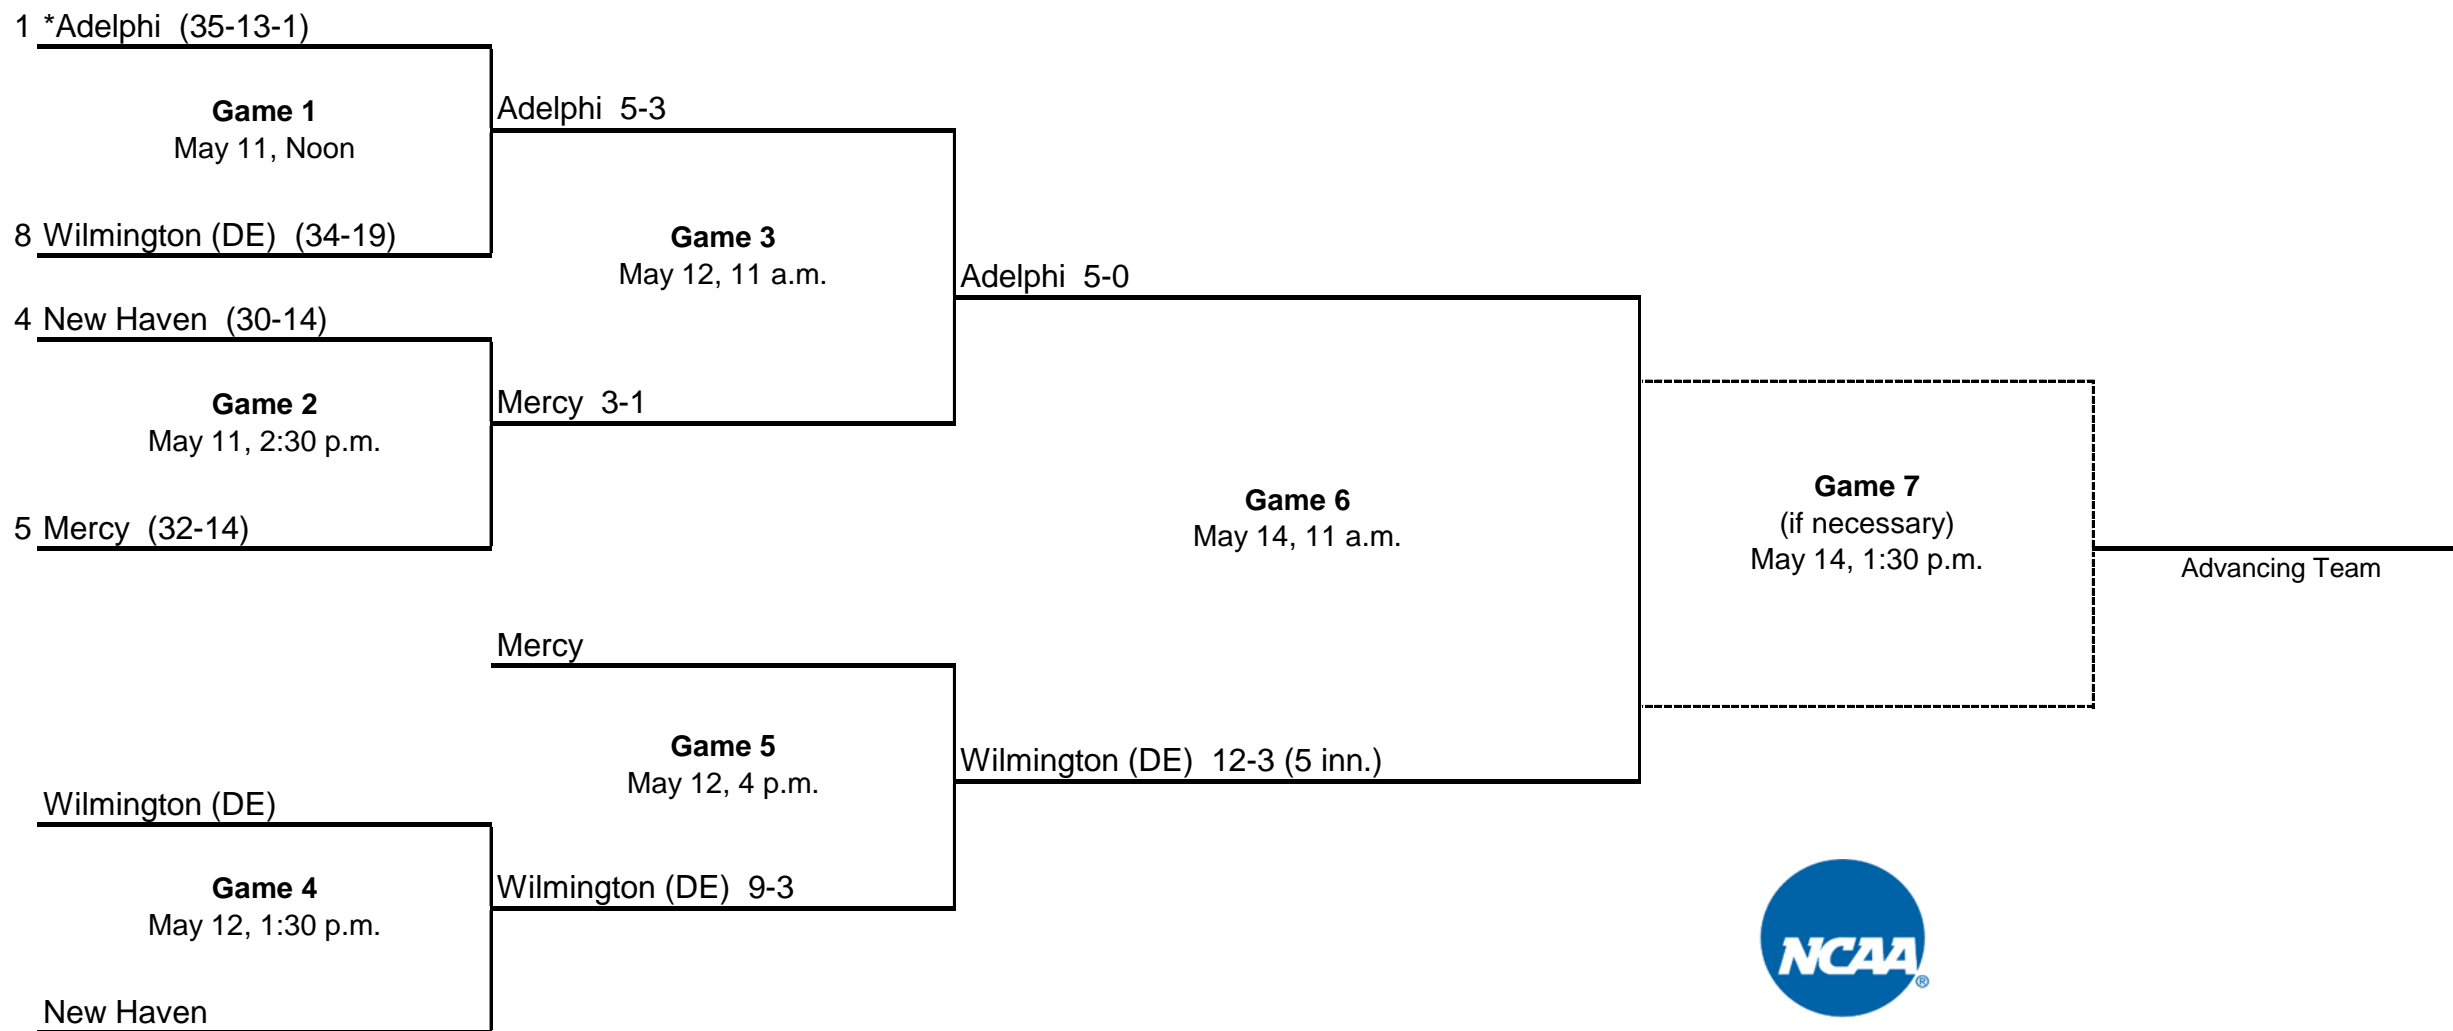 1 *Adelphi (35-13-1)
Game 1
May 11, Noon
8 Wilmington (DE) (34-19)
4 New Haven (30-14)
Game 2
May 11, 2:30 p.m.
5 Mercy (32-14)
Adelphi 5-3
Game 3
May 12, 11 a.m.
Mercy 3-1
Adelphi 5-0
Game 6
May 14, 11 a.m.
Game 7
(if necessary)
May 14, 1:30 p.m.
Advancing Team
Mercy
Game 5
May 12, 4 p.m.
Wilmington (DE) 12-3 (5 inn.)
Wilmington (DE)
Game 4
May 12, 1:30 p.m.
New Haven
Wilmington (DE) 9-3
NCAA®